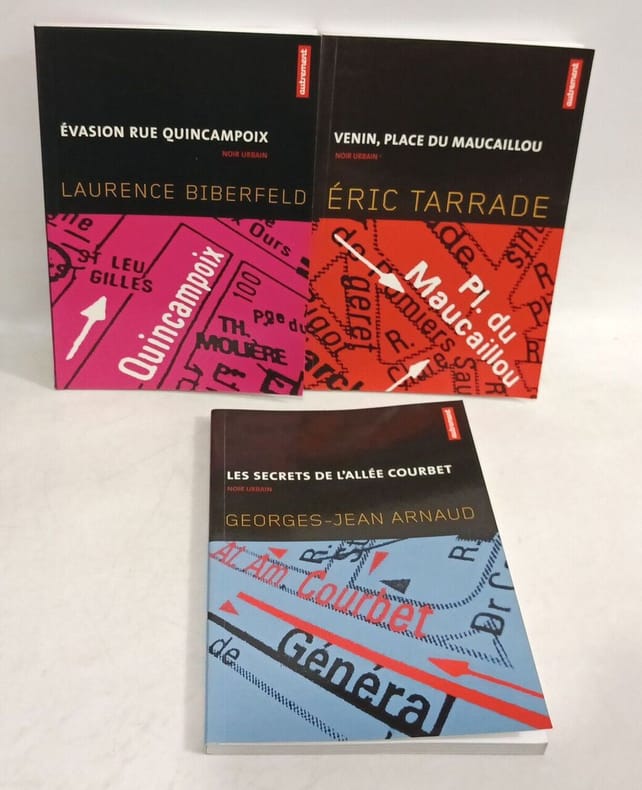 autrement
ÉVASION RUE QUINCAMPOIX
NOIR URBAIN
LAURENCE BIBERFELD
x Ours
ST LEU
GILLES
Quincampoix
100
Pge du
TH.
MOLIÈRE
autrement
VENIN, PLACE DU MAUCAILLOU
NOIR URBAIN
ÉRIC TARRADE
de
Pl. du
Maucaillou
R.
autrement
LES SECRETS DE L'ALLÉE COURBET
NOIR URBAIN
GEORGES-JEAN ARNAUD
R.
Am Courbet
Général
de